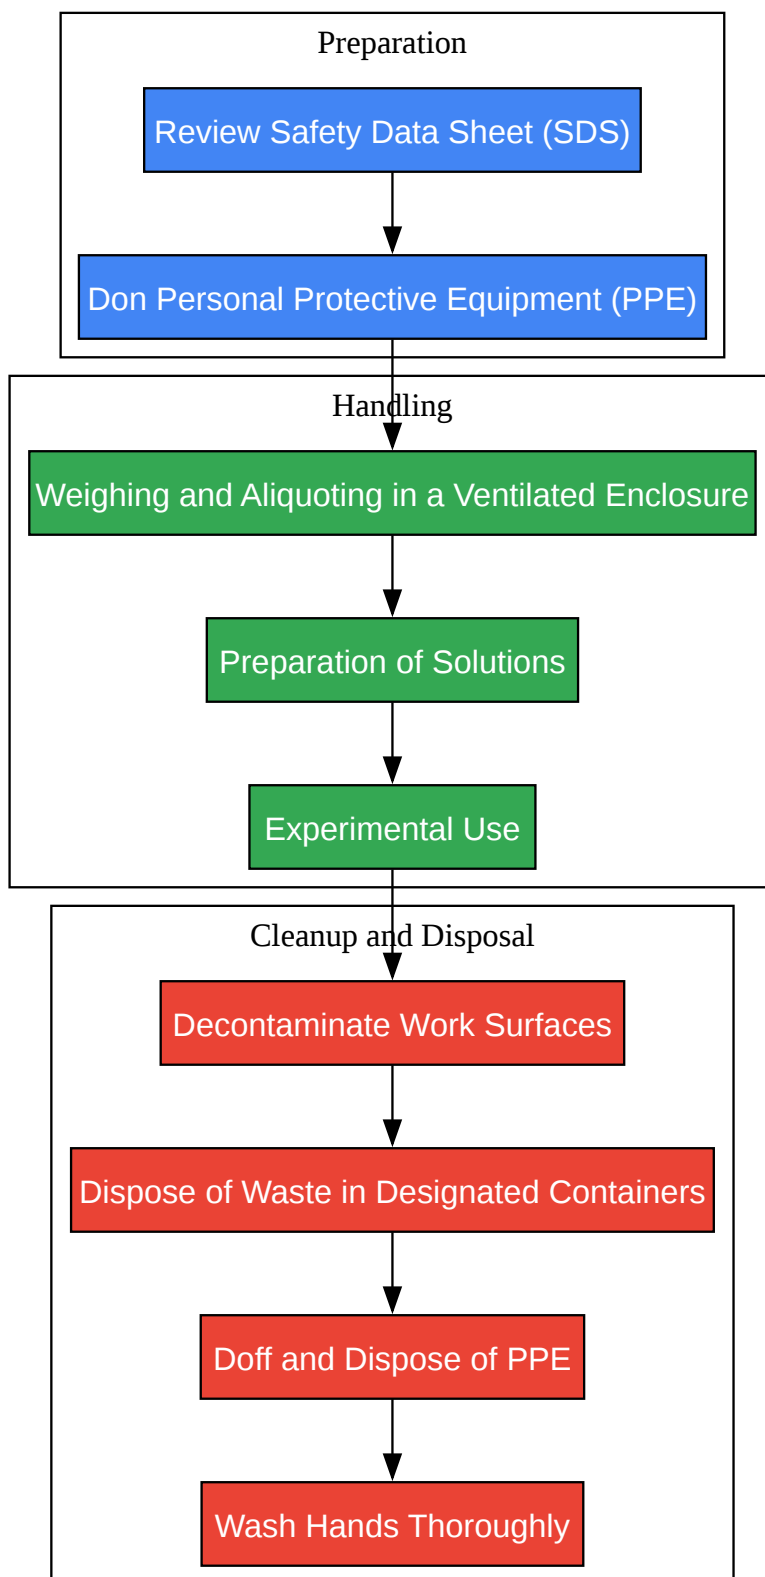 Preparation
Review Safety Data Sheet (SDS)
Don Personal Protective Equipment (PPE)
Handling
Weighing and Aliquoting in a Ventilated Enclosure
Preparation of Solutions
Experimental Use
Cleanup and Disposal
Decontaminate Work Surfaces
Dispose of Waste in Designated Containers
Doff and Dispose of PPE
Wash Hands Thoroughly